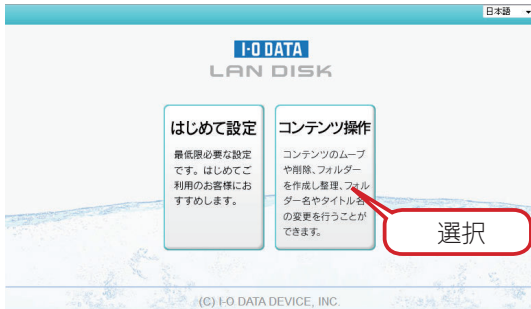 日本語
I-O DATA
LAN DISK
はじめて設定
最低限必要な設定
です。はじめてご
利用のお客様にお
すすめします。
コンテンツ操作
コンテンツのムーブ
や削除、フォルダー
を作成し整理、フォル
ダー名やタイトル名
の変更を行うことが
できます。
選択
(C) I-O DATA DEVICE, INC.